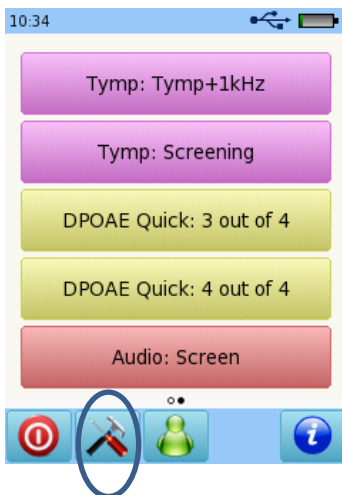 10:34
Tymp: Tymp+1kHz
Tymp: Screening
DPOAE Quick: 3 out of 4
DPOAE Quick: 4 out of 4
Audio: Screen
i